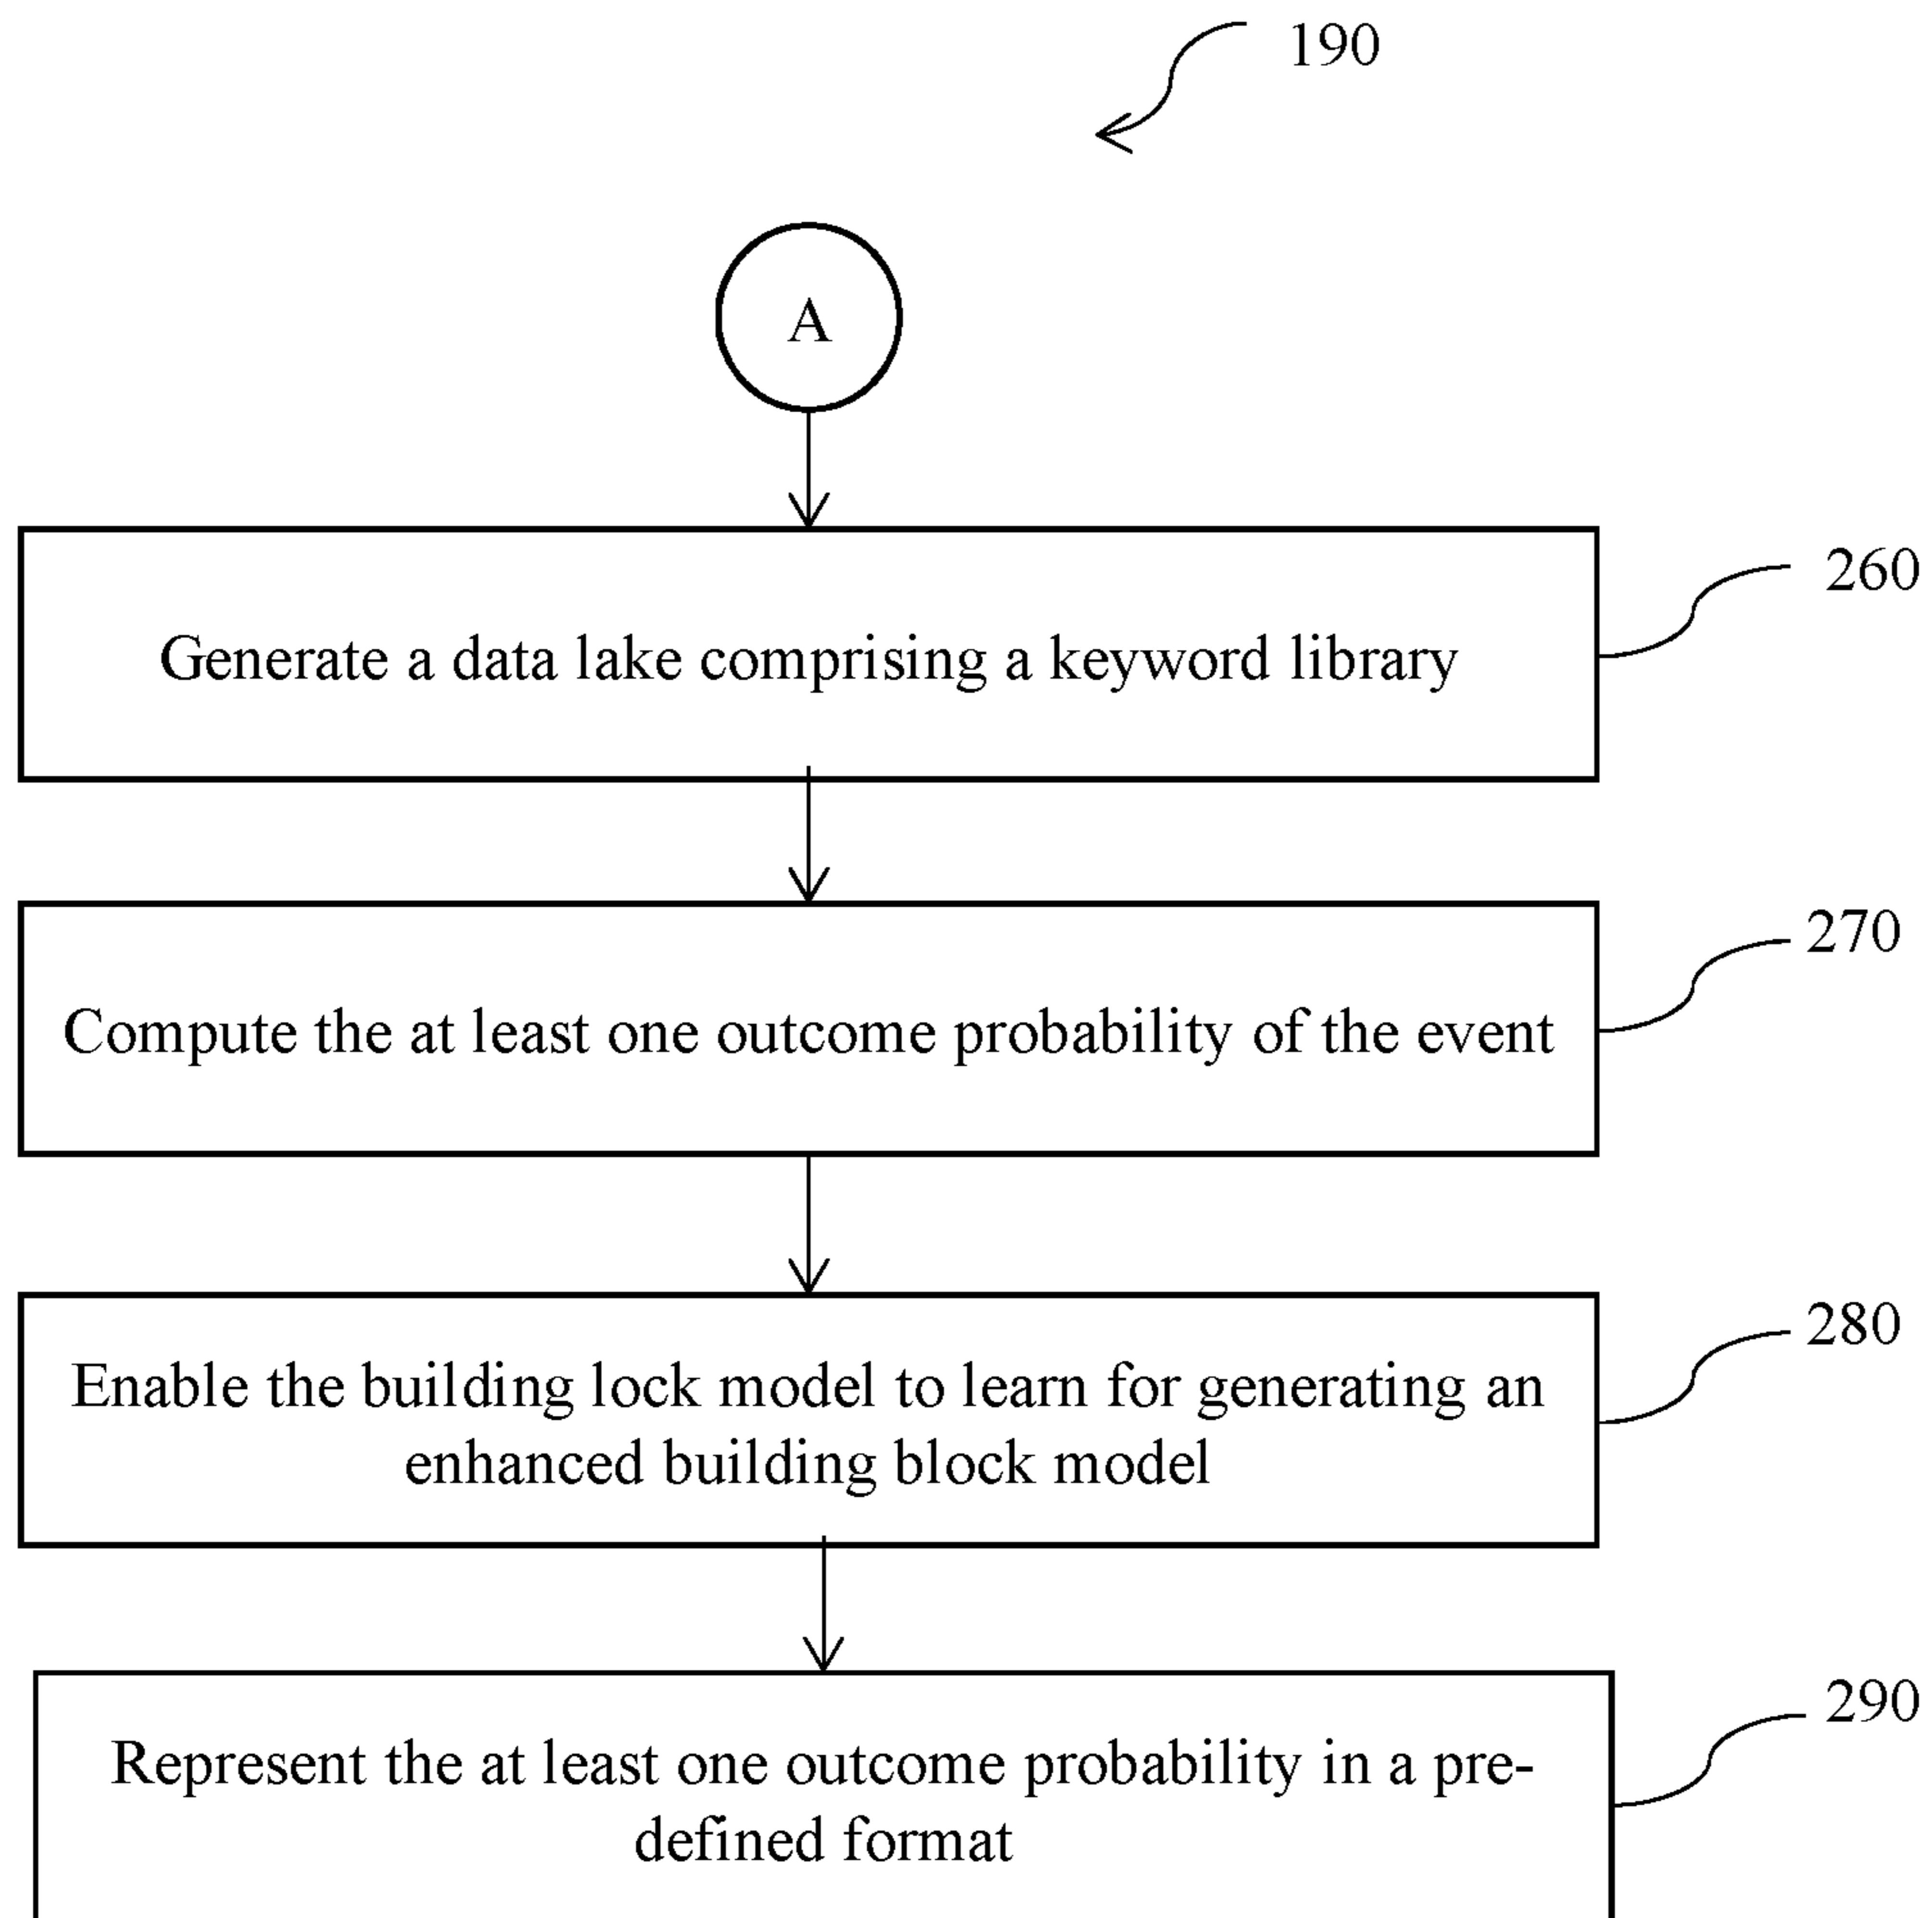 190
A
Generate a data lake comprising a keyword library
260
Compute the at least one outcome probability of the event
270
Enable the building lock model to learn for generating an
enhanced building block model
280
Represent the at least one outcome probability in a pre-
defined format
290